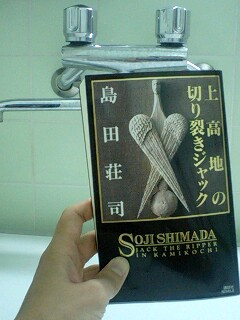 上高地の
切り裂きジャック
島田荘司
SOJI SHIMADA
JACK THE RIPPER
IN KAMIKOCHI